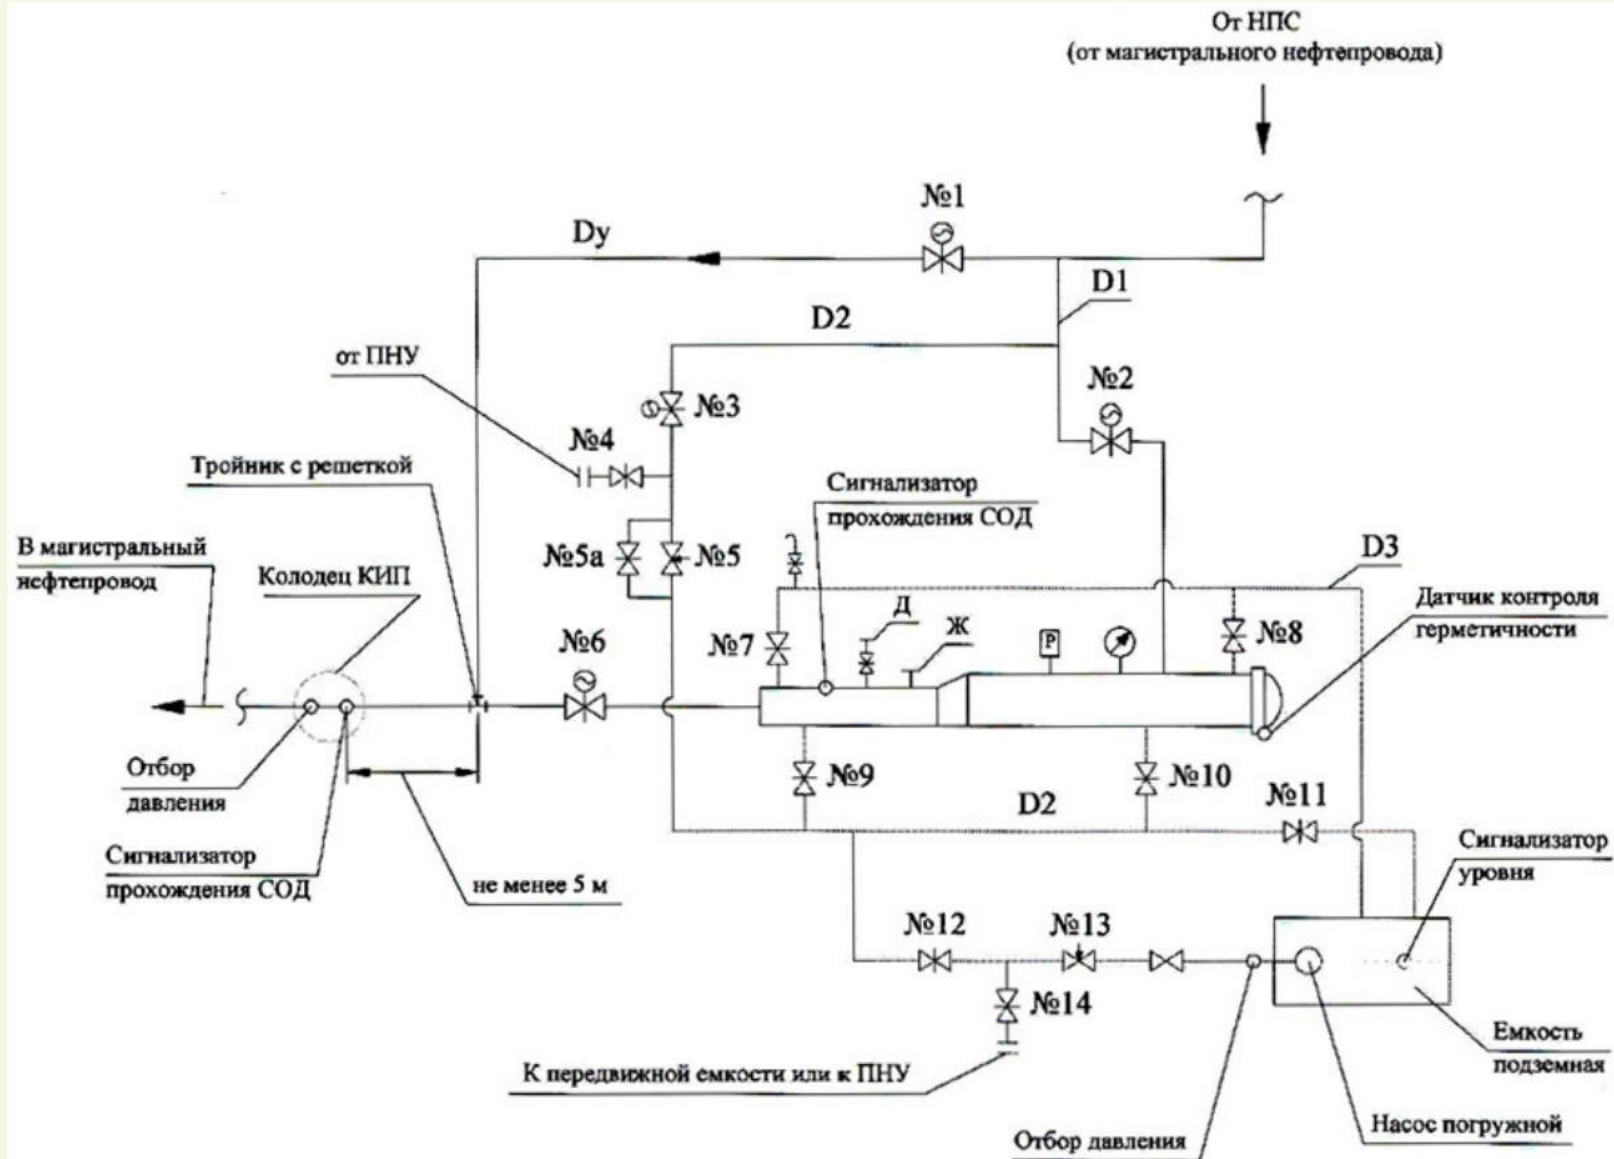 От НПС
(от магистрального нефтепровода)
№1
Dу
D1
D2
от ПНУ
№2
№3
№4
Тройник с решеткой
Сигнализатор
прохождения СОД
В магистральный
нефтепровод
Колодец КИП
№5а
№5
D3
Датчик контроля
герметичности
Д
Ж
№6
№7
P
№8
Отбор
давления
№9
№10
D2
№11
Сигнализатор
прохождения СОД
не менее 5 м
Сигнализатор
уровня
№12
№13
№14
Емкость
подземная
К передвижной емкости или к ПНУ
Отбор давления
Насос погружной